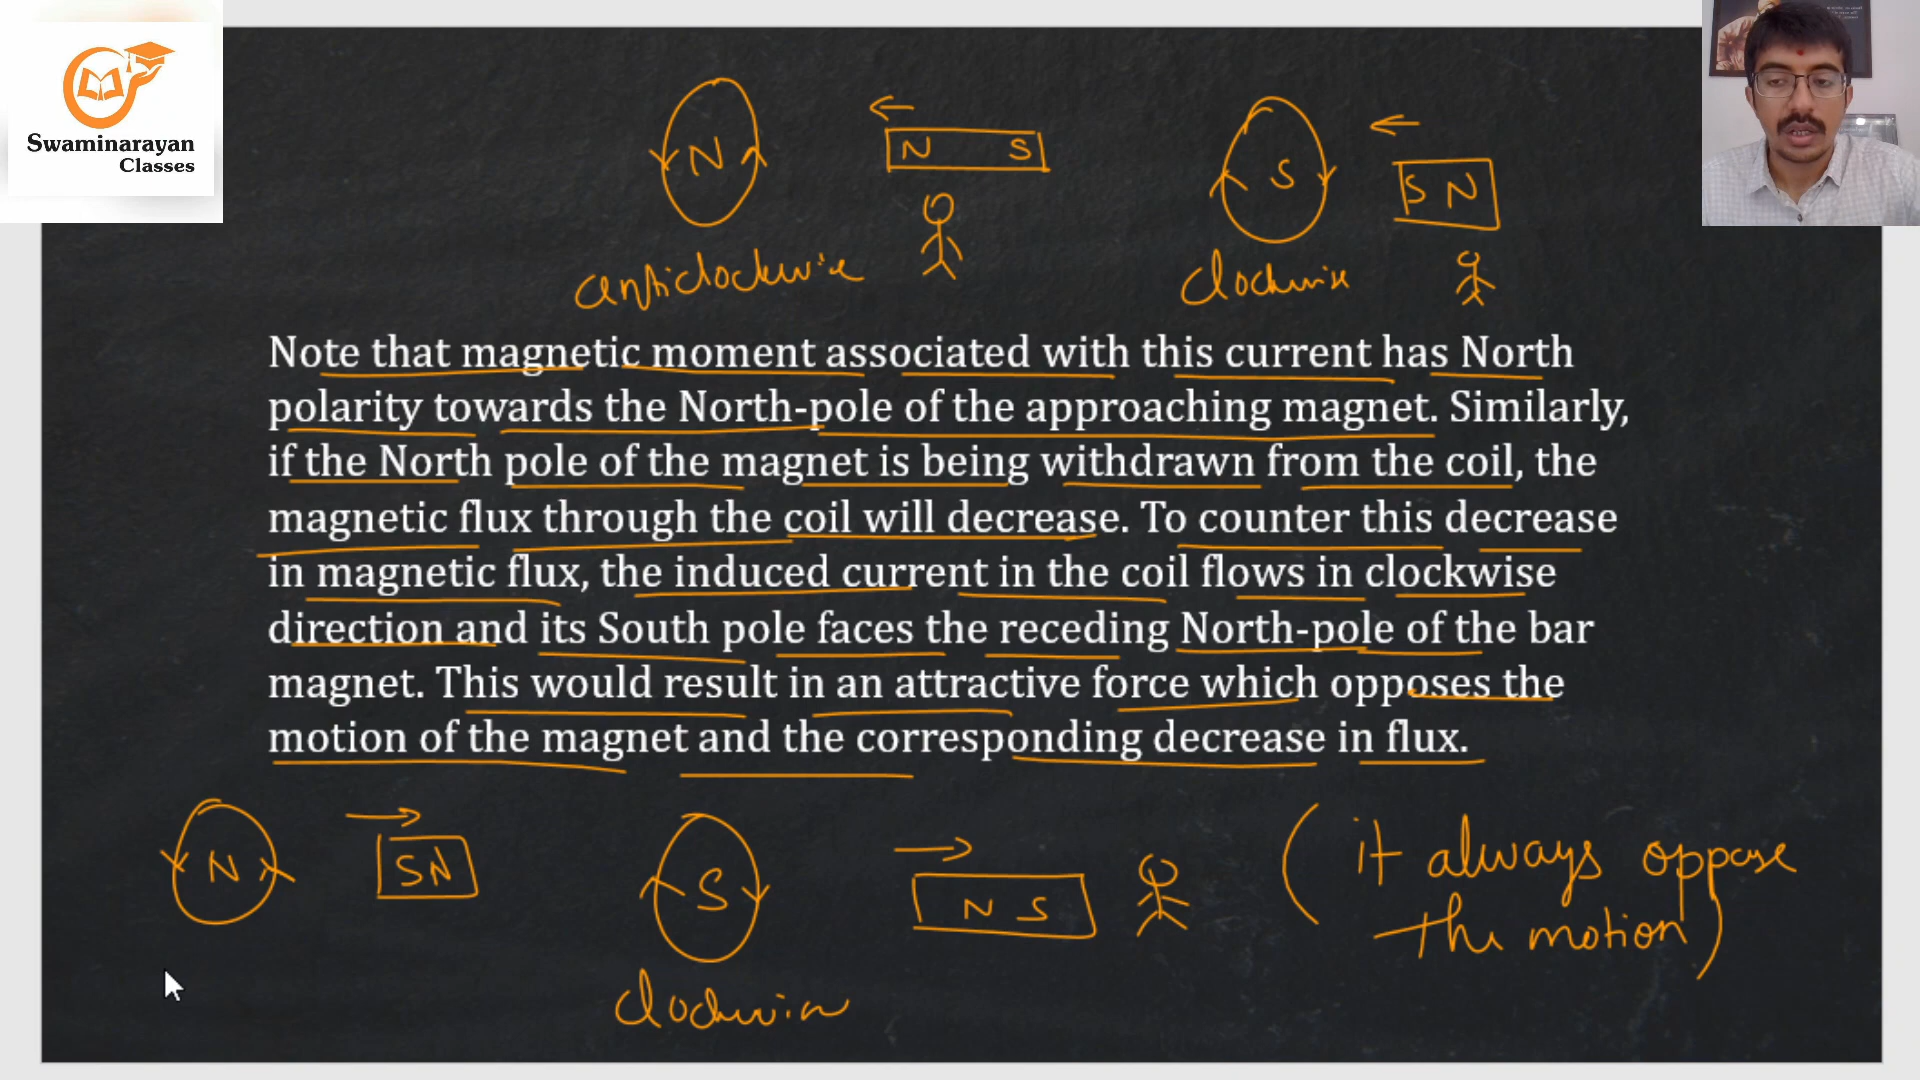 Swaminarayan
Classes
N
N S
S
S N
anticlockwise
clockwise
Note that magnetic moment associated with this current has North
polarity towards the North-pole of the approaching magnet. Similarly,
if the North pole of the magnet is being withdrawn from the coil, the
magnetic flux through the coil will decrease. To counter this decrease
in magnetic flux, the induced current in the coil flows in clockwise
direction and its South pole faces the receding North-pole of the bar
magnet. This would result in an attractive force which opposes the
motion of the magnet and the corresponding decrease in flux.
N
S N
S
N S
(it always oppose
the motion)
clockwise